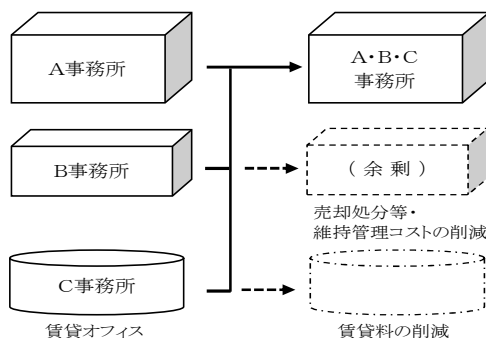 A事務所
A・B・C
事務所
B事務所
(余剰)
売却処分等・
維持管理コストの削減
C事務所
賃貸オフィス
賃貸料の削減